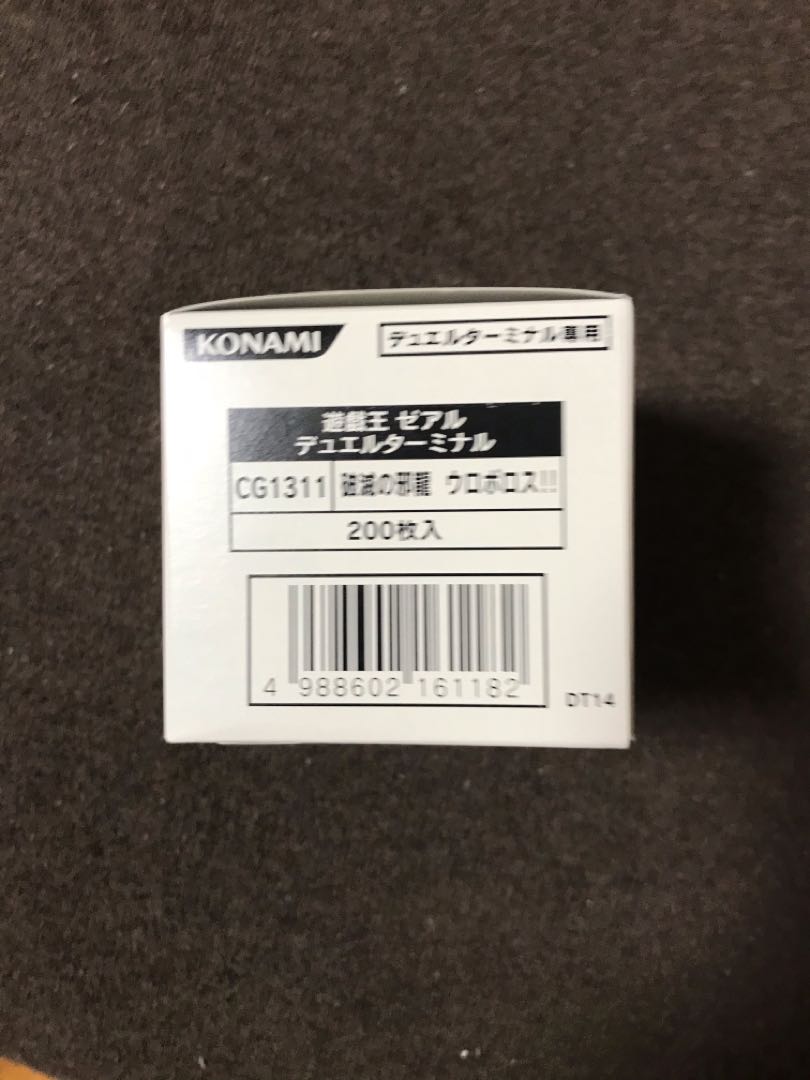 KONAMI
デュエルターミナル専用
遊戯王 ゼアル
デュエルターミナル
CG1311 破滅の邪龍 ウロボロス!!
200枚入
4 988602 161182
DT14